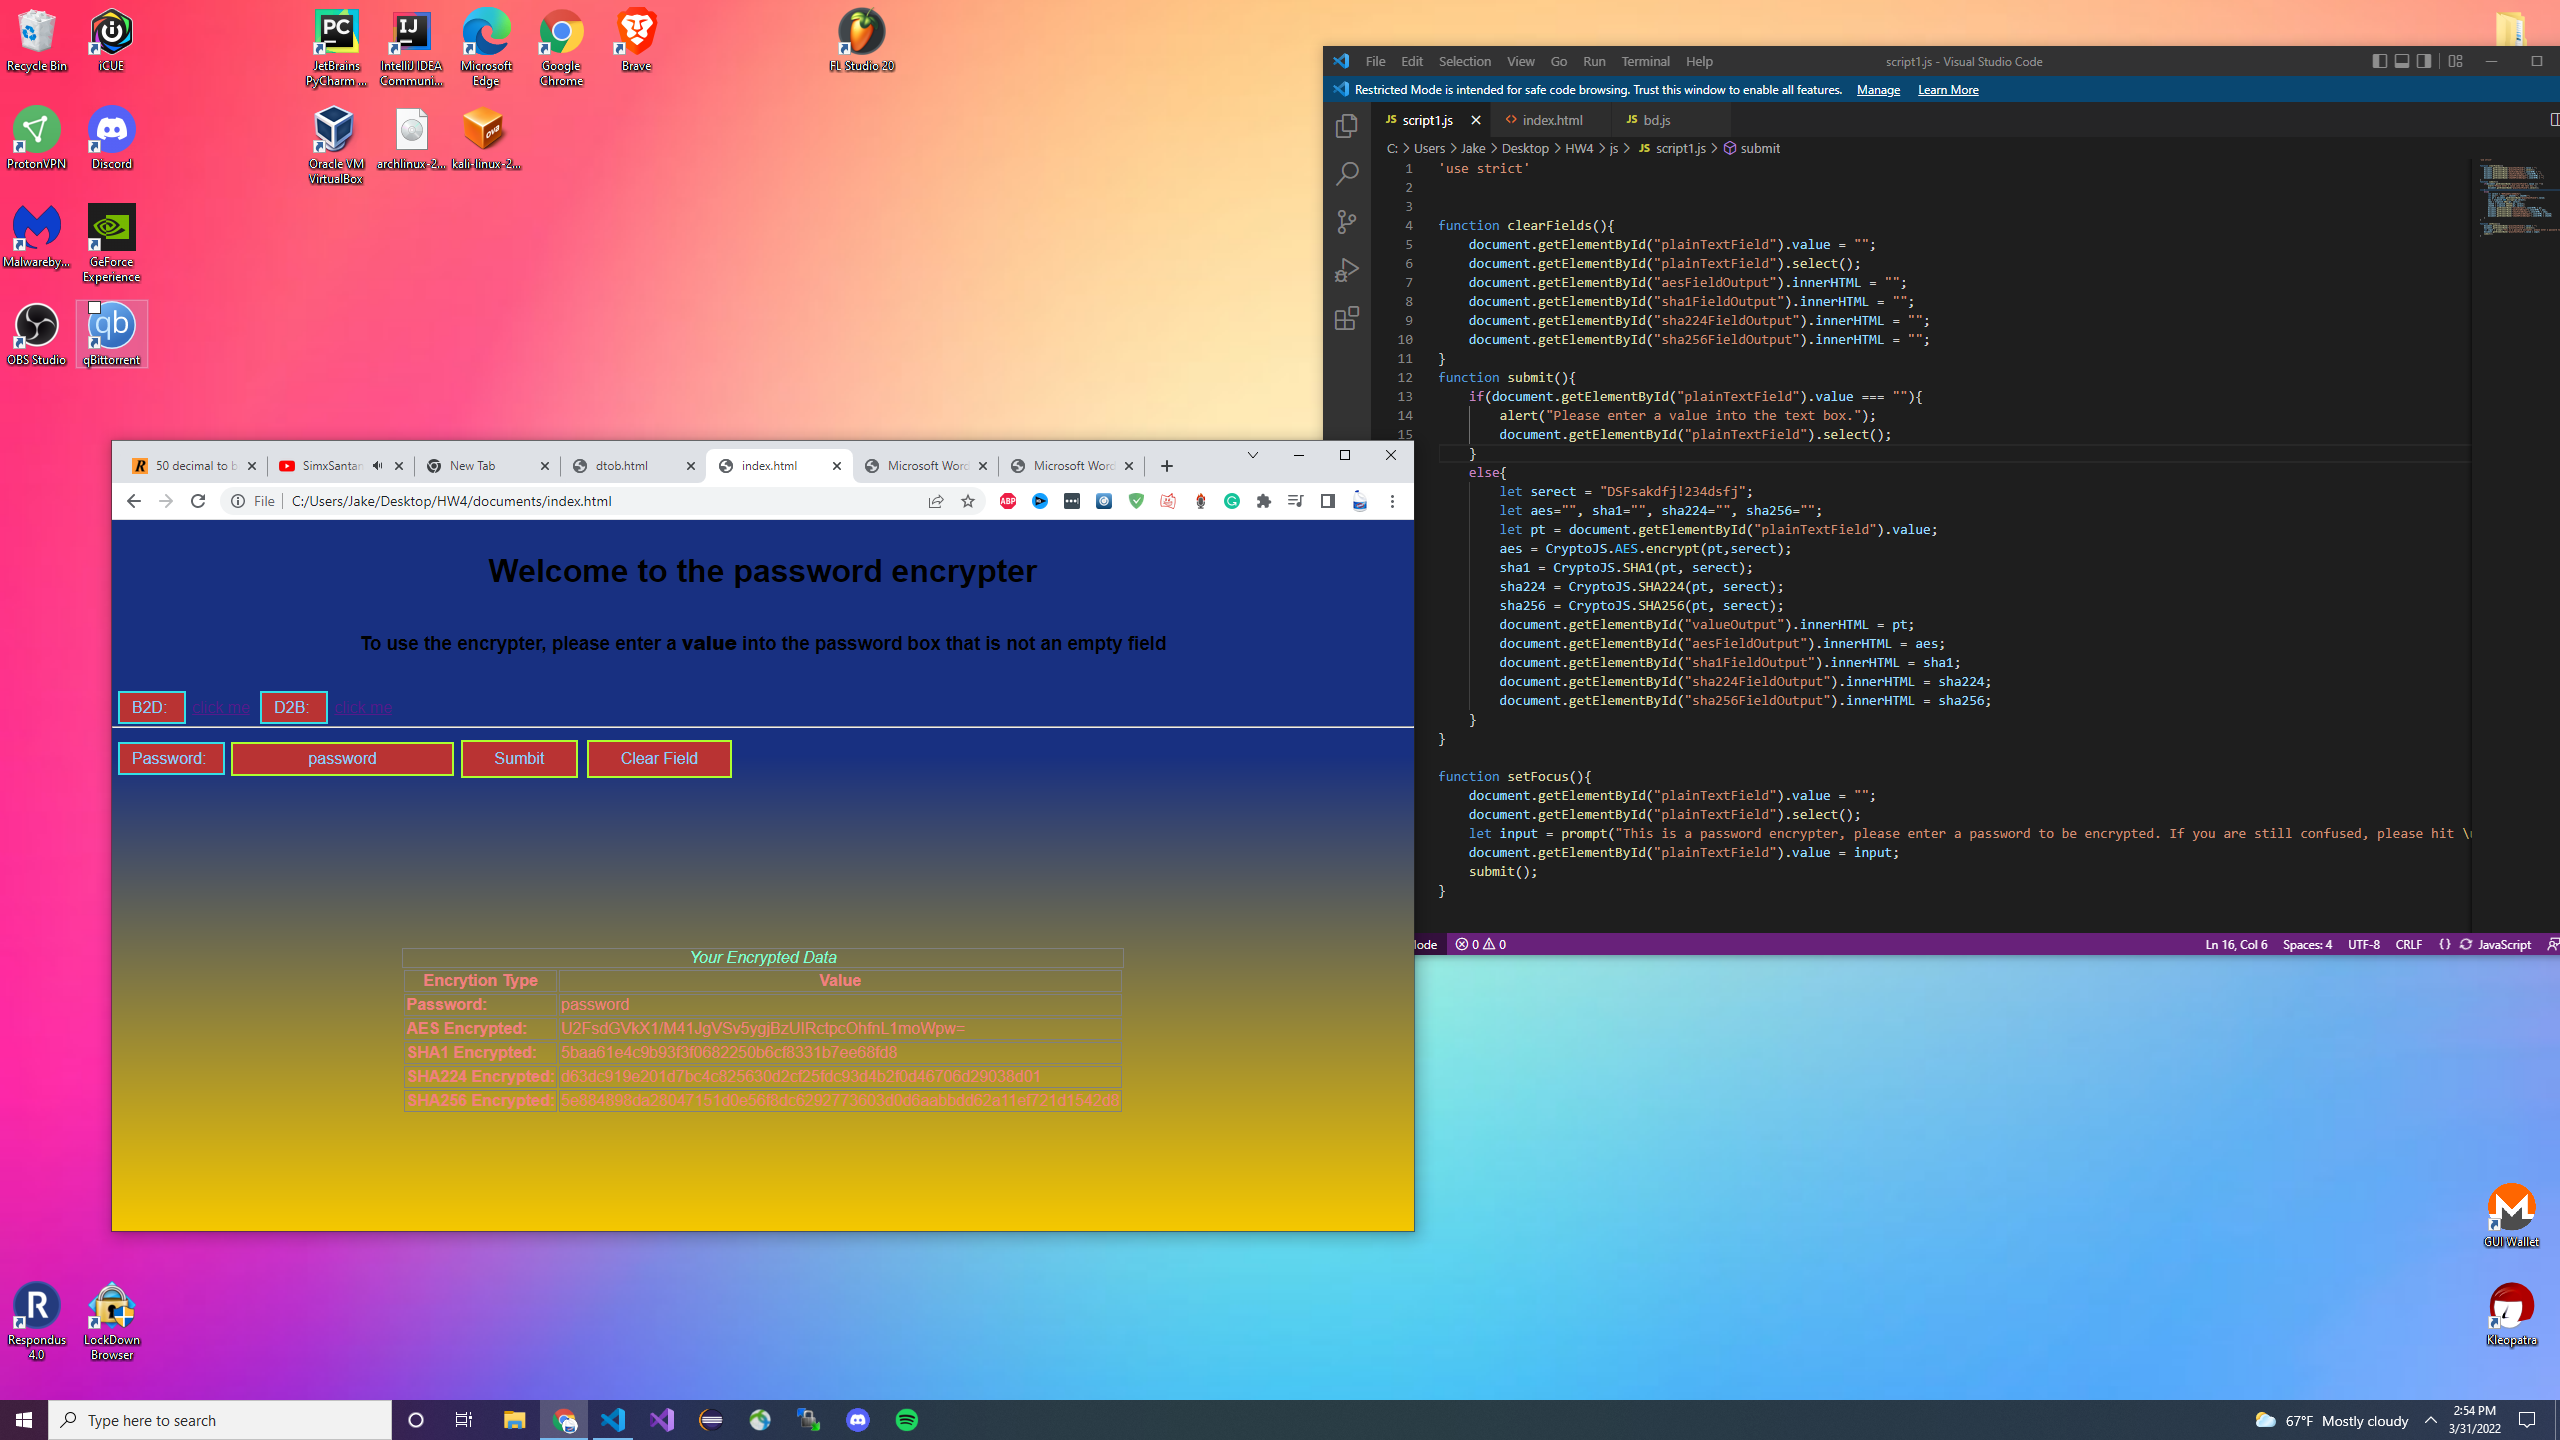 Recycle Bin
iCUE
JetBrains PyCharm ...
IntelliJ IDEA Communi...
Microsoft Edge
Google Chrome
Brave
FL Studio 20
ProtonVPN
Discord
Oracle VM VirtualBox
archlinux-2...
kali-linux-2...
Malwareby...
GeForce Experience
OBS Studio
qBittorrent
File Edit Selection View Go Run Terminal Help
script1.js - Visual Studio Code
Restricted Mode is intended for safe code browsing. Trust this window to enable all features. Manage Learn More
JS script1.js
<> index.html
JS bd.js
C: > Users > Jake > Desktop > HW4 > js > JS script1.js > submit
1 'use strict'
2
3
4 function clearFields(){
5 document.getElementById("plainTextField").value = "";
6 document.getElementById("plainTextField").select();
7 document.getElementById("aesFieldOutput").innerHTML = "";
8 document.getElementById("sha1FieldOutput").innerHTML = "";
9 document.getElementById("sha224FieldOutput").innerHTML = "";
10 document.getElementById("sha256FieldOutput").innerHTML = "";
11 }
12 function submit(){
13 if(document.getElementById("plainTextField").value === ""){
14 alert("Please enter a value into the text box.");
15 document.getElementById("plainTextField").select();
}
else{
let serect = "DSFsakdfj!234dsfj";
let aes="", sha1="", sha224="", sha256="";
let pt = document.getElementById("plainTextField").value;
aes = CryptoJS.AES.encrypt(pt,serect);
sha1 = CryptoJS.SHA1(pt, serect);
sha224 = CryptoJS.SHA224(pt, serect);
sha256 = CryptoJS.SHA256(pt, serect);
document.getElementById("valueOutput").innerHTML = pt;
document.getElementById("aesFieldOutput").innerHTML = aes;
document.getElementById("sha1FieldOutput").innerHTML = sha1;
document.getElementById("sha224FieldOutput").innerHTML = sha224;
document.getElementById("sha256FieldOutput").innerHTML = sha256;
}
}
function setFocus(){
document.getElementById("plainTextField").value = "";
document.getElementById("plainTextField").select();
let input = prompt("This is a password encrypter, please enter a password to be encrypted. If you are still confused, please hit \
document.getElementById("plainTextField").value = input;
submit();
}
0 0
Ln 16, Col 6 Spaces: 4 UTF-8 CRLF {} JavaScript
50 decimal to b
SimxSantan
New Tab
dtob.html
index.html
Microsoft Word
Microsoft Word
File | C:/Users/Jake/Desktop/HW4/documents/index.html
Welcome to the password encrypter
To use the encrypter, please enter a value into the password box that is not an empty field
B2D: click me D2B: click me
Password: password Sumbit Clear Field
Your Encrypted Data
Encrytion Type Value
Password: password
AES Encrypted:
SHA1 Encrypted: 5baa61e4c9b93f3f0682250b6cf8331b7ee68fd8
SHA224 Encrypted: d63dc919e201d7bc4c825630d2cf25fdc93d4b2f0d46706d29038d01
SHA256 Encrypted: 5e884898da28047151d0e56f8dc6292773603d0d6aabbdd62a11ef721d1542d8
GUI Wallet
Kleopatra
Respondus 4.0
LockDown Browser
Type here to search
67°F Mostly cloudy
2:54 PM
3/31/2022